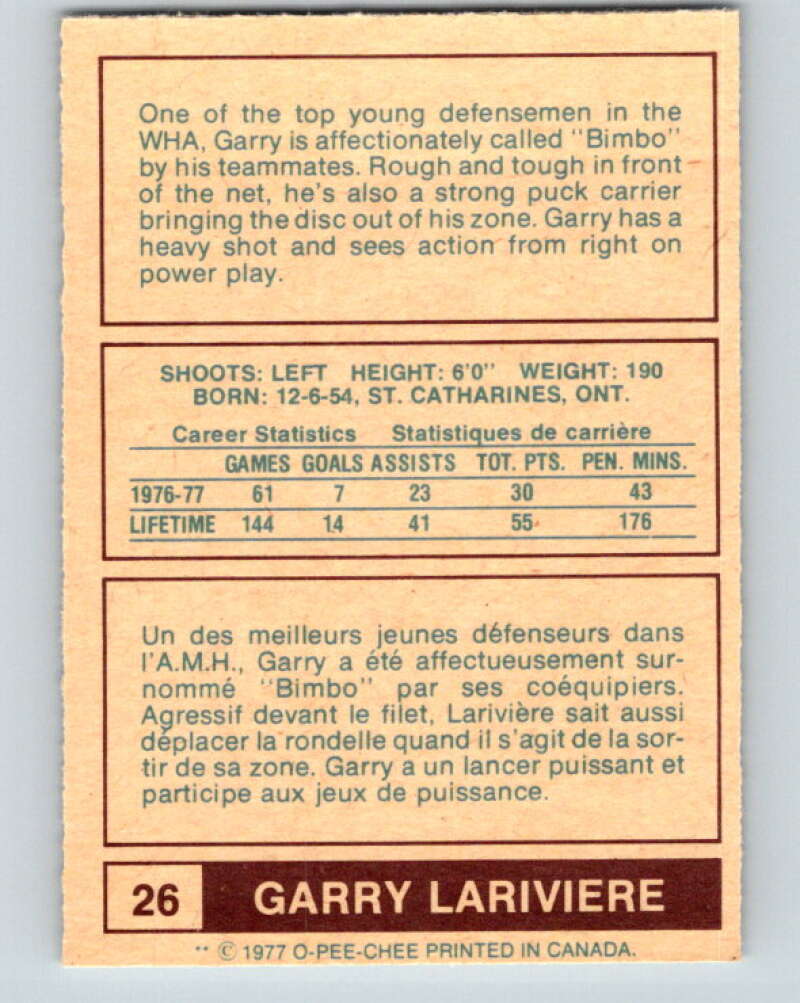 One of the top young defensemen in the
WHA, Garry is affectionately called "Bimbo"
by his teammates. Rough and tough in front
of the net, he's also a strong puck carrier
bringing the disc out of his zone. Garry has a
heavy shot and sees action from right on
power play.
SHOOTS: LEFT HEIGHT: 6'0" WEIGHT: 190
BORN: 12-6-54, ST. CATHARINES, ONT.
Career Statistics Statistiques de carrière
GAMES GOALS ASSISTS TOT. PTS. PEN. MINS.
1976-77 61 7 23 30 43
LIFETIME 144 14 41 55 176
Un des meilleurs jeunes défenseurs dans
l'A.M.H., Garry a été affectueusement sur-
nommé "Bimbo" par ses coéquipiers.
Agressif devant le filet, Larivière sait aussi
déplacer la rondelle quand il s'agit de la sor-
tir de sa zone. Garry a un lancer puissant et
participe aux jeux de puissance.
26 GARRY LARIVIERE
** © 1977 O-PEE-CHEE PRINTED IN CANADA.